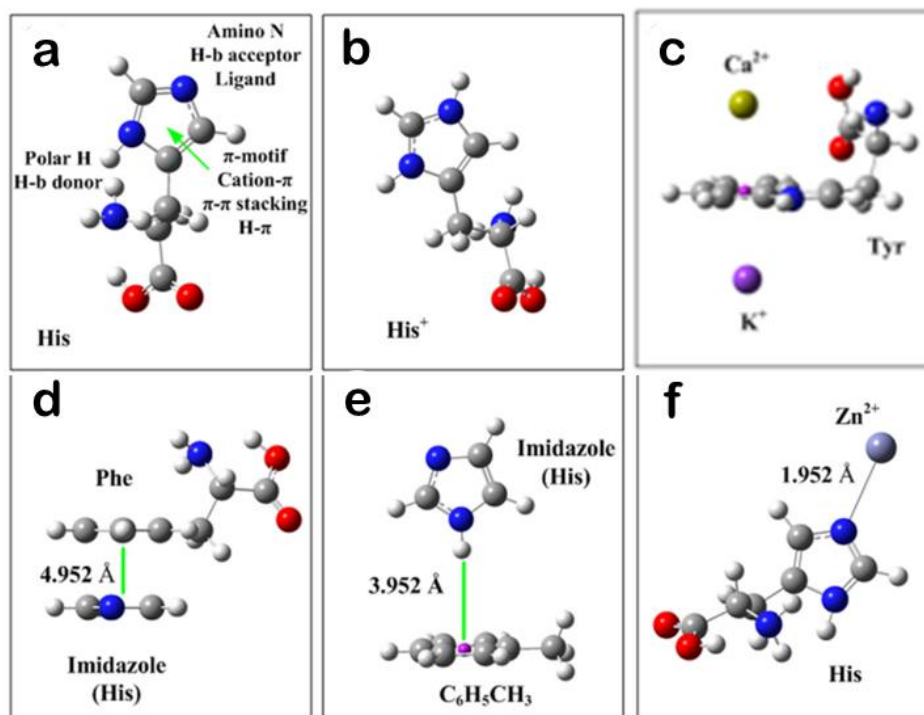 a
Amino N
H-b acceptor
Ligand
Polar H
H-b donor
π-motif
Cation-π
π-π stacking
H-π
His
b
His⁺
c
Ca²⁺
Tyr
K⁺
d
Phe
4.952 Å
Imidazole
(His)
e
Imidazole
(His)
3.952 Å
C₆H₅CH₃
f
Zn²⁺
1.952 Å
His